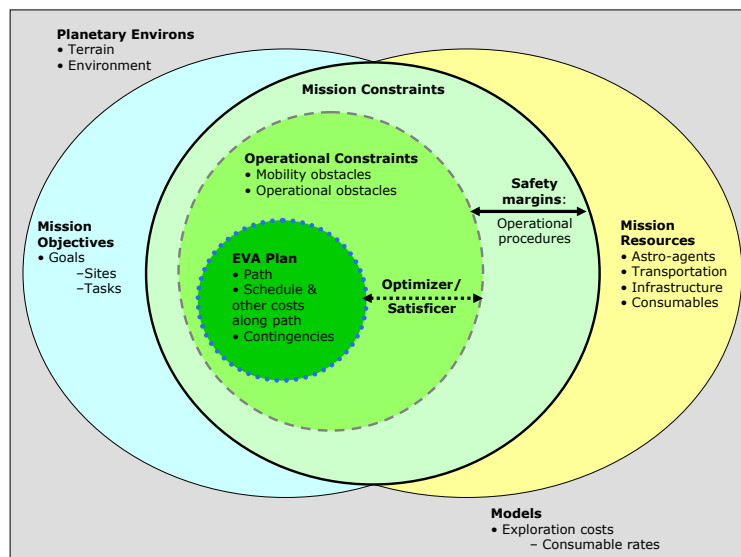 Planetary Environs
• Terrain
• Environment
Mission Constraints
Operational Constraints
• Mobility obstacles
• Operational obstacles
Safety
margins:
Operational
procedures
Mission
Objectives
• Goals
–Sites
–Tasks
EVA Plan
• Path
• Schedule &
other costs
along path
• Contingencies
Optimizer/
Satisficer
Mission
Resources
• Astro-agents
• Transportation
• Infrastructure
• Consumables
Models
• Exploration costs
– Consumable rates